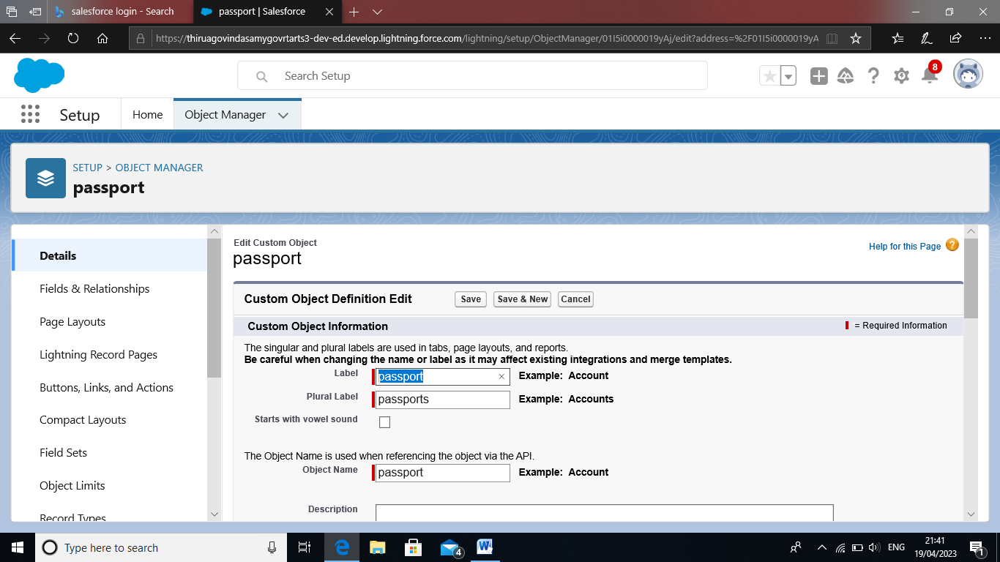 salesforce login - Search
passport | Salesforce
https://thiruagovindasamygovrtarts3-dev-ed.develop.lightning.force.com/lightning/setup/ObjectManager/01I5i0000019yAj/edit?address=%2F01I5i0000019yA
Search Setup
8
Setup
Home
Object Manager
SETUP > OBJECT MANAGER
passport
Details
Fields & Relationships
Page Layouts
Lightning Record Pages
Buttons, Links, and Actions
Compact Layouts
Field Sets
Object Limits
Record Types
Edit Custom Object
passport
Help for this Page ?
Custom Object Definition Edit
Save
Save & New
Cancel
Custom Object Information
= Required Information
The singular and plural labels are used in tabs, page layouts, and reports.
Be careful when changing the name or label as it may affect existing integrations and merge templates.
Label passport Example: Account
Plural Label passports Example: Accounts
Starts with vowel sound
The Object Name is used when referencing the object via the API.
Object Name passport Example: Account
Description
Type here to search
4
W
ENG
21:41
19/04/2023
1